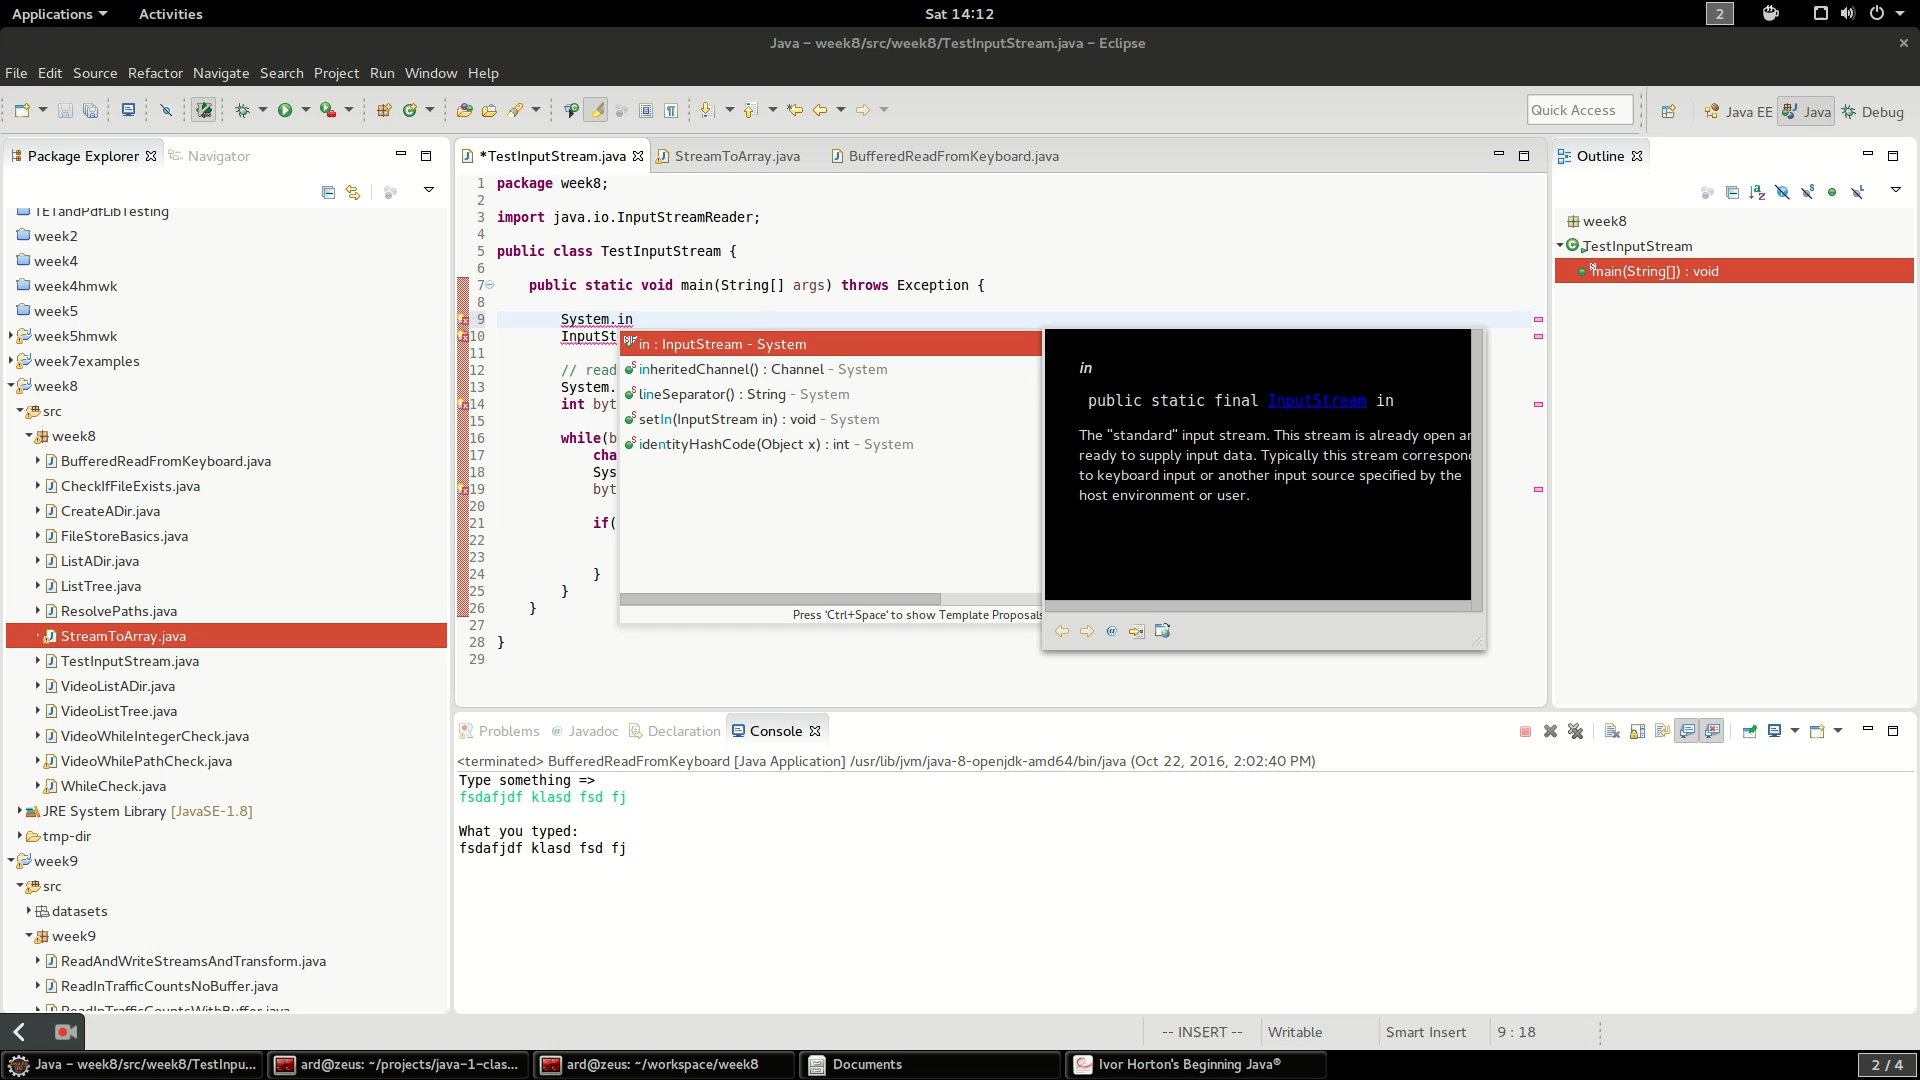 Applications Activities Sat 14:12 2
Java – week8/src/week8/TestInputStream.java – Eclipse
File Edit Source Refactor Navigate Search Project Run Window Help
Quick Access Java EE Java Debug
Package Explorer Navigator
TETandPdfLibTesting
week2
week4
week4hmwk
week5
week5hmwk
week7examples
week8
src
week8
BufferedReadFromKeyboard.java
CheckIfFileExists.java
CreateADir.java
FileStoreBasics.java
ListADir.java
ListTree.java
ResolvePaths.java
StreamToArray.java
TestInputStream.java
VideoListADir.java
VideoListTree.java
VideoWhileIntegerCheck.java
VideoWhilePathCheck.java
WhileCheck.java
JRE System Library [JavaSE-1.8]
tmp-dir
week9
src
datasets
week9
ReadAndWriteStreamsAndTransform.java
ReadInTrafficCountsNoBuffer.java
ReadInTrafficCountsWithBuffer.java
*TestInputStream.java StreamToArray.java BufferedReadFromKeyboard.java
1 package week8;
2
3 import java.io.InputStreamReader;
4
5 public class TestInputStream {
6
7 public static void main(String[] args) throws Exception {
8
9 System.in
10 InputSt
11
12 // read
13 System.
14 int byt
15
16 while(b
17 cha
18 Sys
19 byt
20
21 if(
22
23
24 }
25 }
26 }
27
28 }
29
in : InputStream - System
inheritedChannel() : Channel - System
lineSeparator() : String - System
setIn(InputStream in) : void - System
identityHashCode(Object x) : int - System
Press 'Ctrl+Space' to show Template Proposals
in
public static final InputStream in
The "standard" input stream. This stream is already open an
ready to supply input data. Typically this stream correspond
to keyboard input or another input source specified by the
host environment or user.
Outline
week8
TestInputStream
main(String[]) : void
Problems Javadoc Declaration Console
<terminated> BufferedReadFromKeyboard [Java Application] /usr/lib/jvm/java-8-openjdk-amd64/bin/java (Oct 22, 2016, 2:02:40 PM)
Type something =>
fsdafjdf klasd fsd fj
What you typed:
fsdafjdf klasd fsd fj
-- INSERT -- Writable Smart Insert 9 : 18
Java – week8/src/week8/TestInpu... ard@zeus: ~/projects/java-1-clas... ard@zeus: ~/workspace/week8 Documents Ivor Horton's Beginning Java® 2 / 4